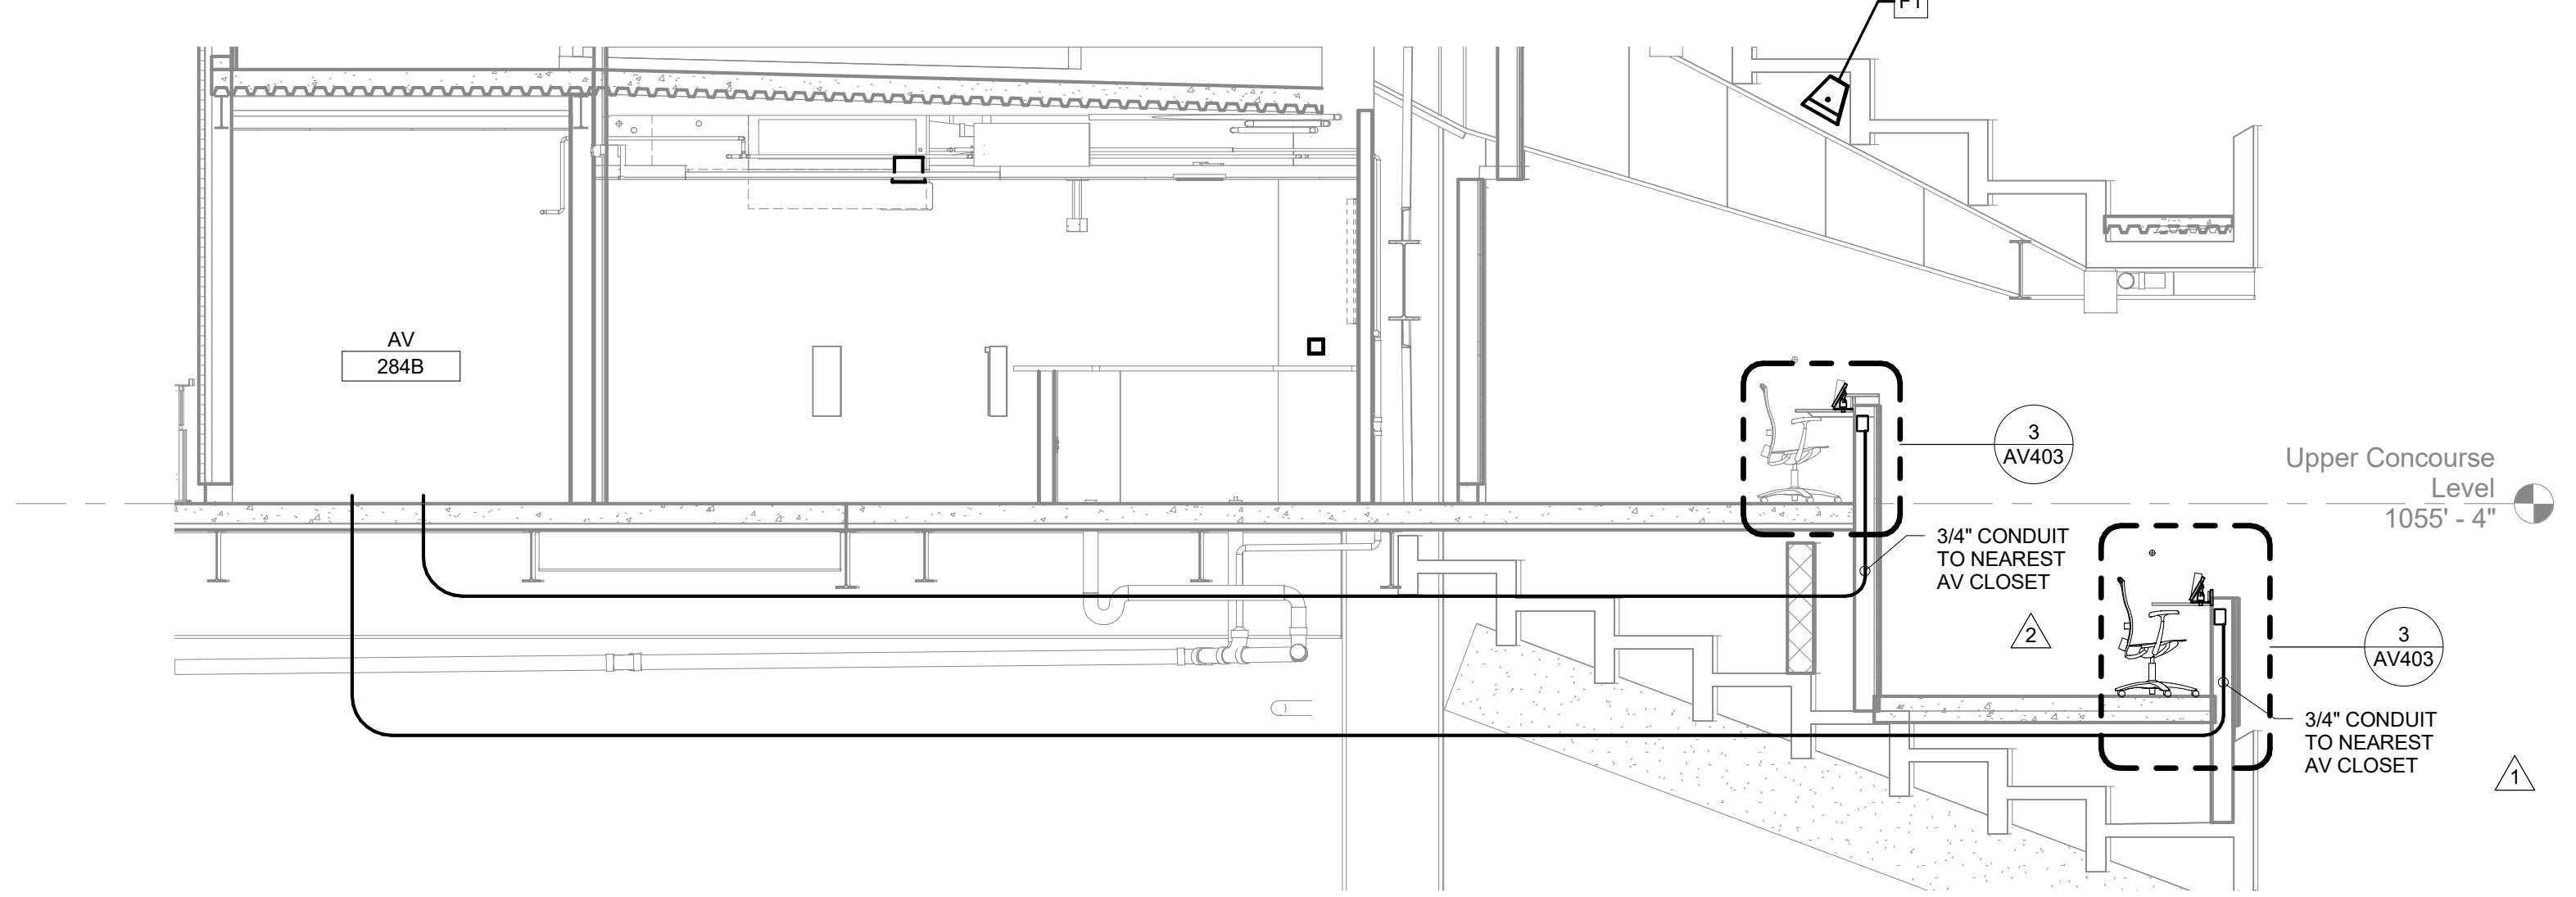 F1
AV
284B
3
AV403
Upper Concourse
Level
1055' - 4"
3/4" CONDUIT
TO NEAREST
AV CLOSET
2
3
AV403
3/4" CONDUIT
TO NEAREST
AV CLOSET
1